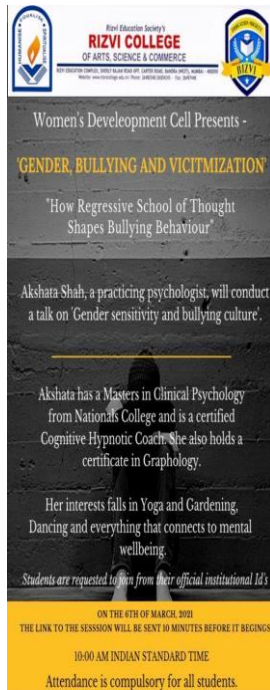 HUMANISE EQUALISE SPIRITUALISE
Rizvi Education Society's
RIZVI COLLEGE
OF ARTS, SCIENCE & COMMERCE
RIZVI
Women's Develeopment Cell Presents -
'GENDER, BULLYING AND VICITMIZATION'
"How Regressive School of Thought
Shapes Bullying Behaviour"
Akshata Shah, a practicing psychologist, will conduct
a talk on 'Gender sensitivity and bullying culture'.
Akshata has a Masters in Clinical Psychology
from Nationals College and is a certified
Cognitive Hypnotic Coach. She also holds a
certificate in Graphology.
Her interests falls in Yoga and Gardening,
Dancing and everything that connects to mental
wellbeing.
Students are requested to join from their official institutional Id's
ON THE 6TH OF MARCH, 2021
THE LINK TO THE SESSSION WILL BE SENT 10 MINUTES BEFORE IT BEGINGS
10:00 AM INDIAN STANDARD TIME
Attendance is compulsory for all students.